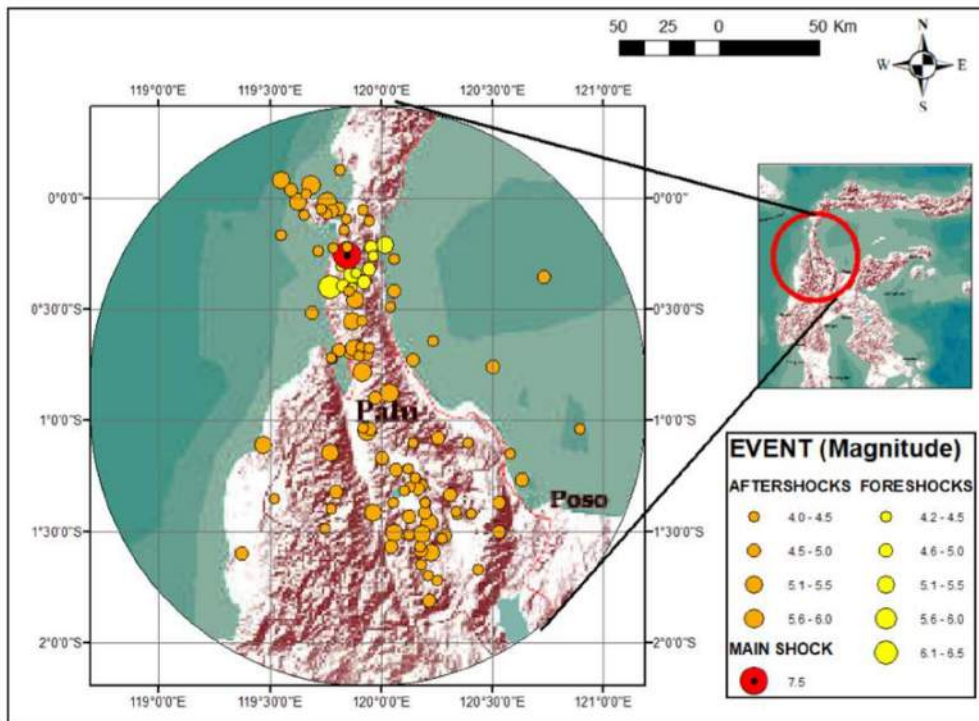 50 25 0 50 Km
N
W E
S
119°0'0"E 119°30'0"E 120°0'0"E 120°30'0"E 121°0'0"E
0°0'0" 0°0'0"
0°30'0"S 0°30'0"S
1°0'0"S 1°0'0"S
1°30'0"S 1°30'0"S
2°0'0"S 2°0'0"S
Palu
Poso
119°0'0"E 119°30'0"E 120°0'0"E 120°30'0"E 121°0'0"E
EVENT (Magnitude)
AFTERSHOCKS FORESHOCKS
4.0 - 4.5 4.2 - 4.5
4.5 - 5.0 4.6 - 5.0
5.1 - 5.5 5.1 - 5.5
5.6 - 6.0 5.6 - 6.0
MAIN SHOCK 6.1 - 6.5
7.5